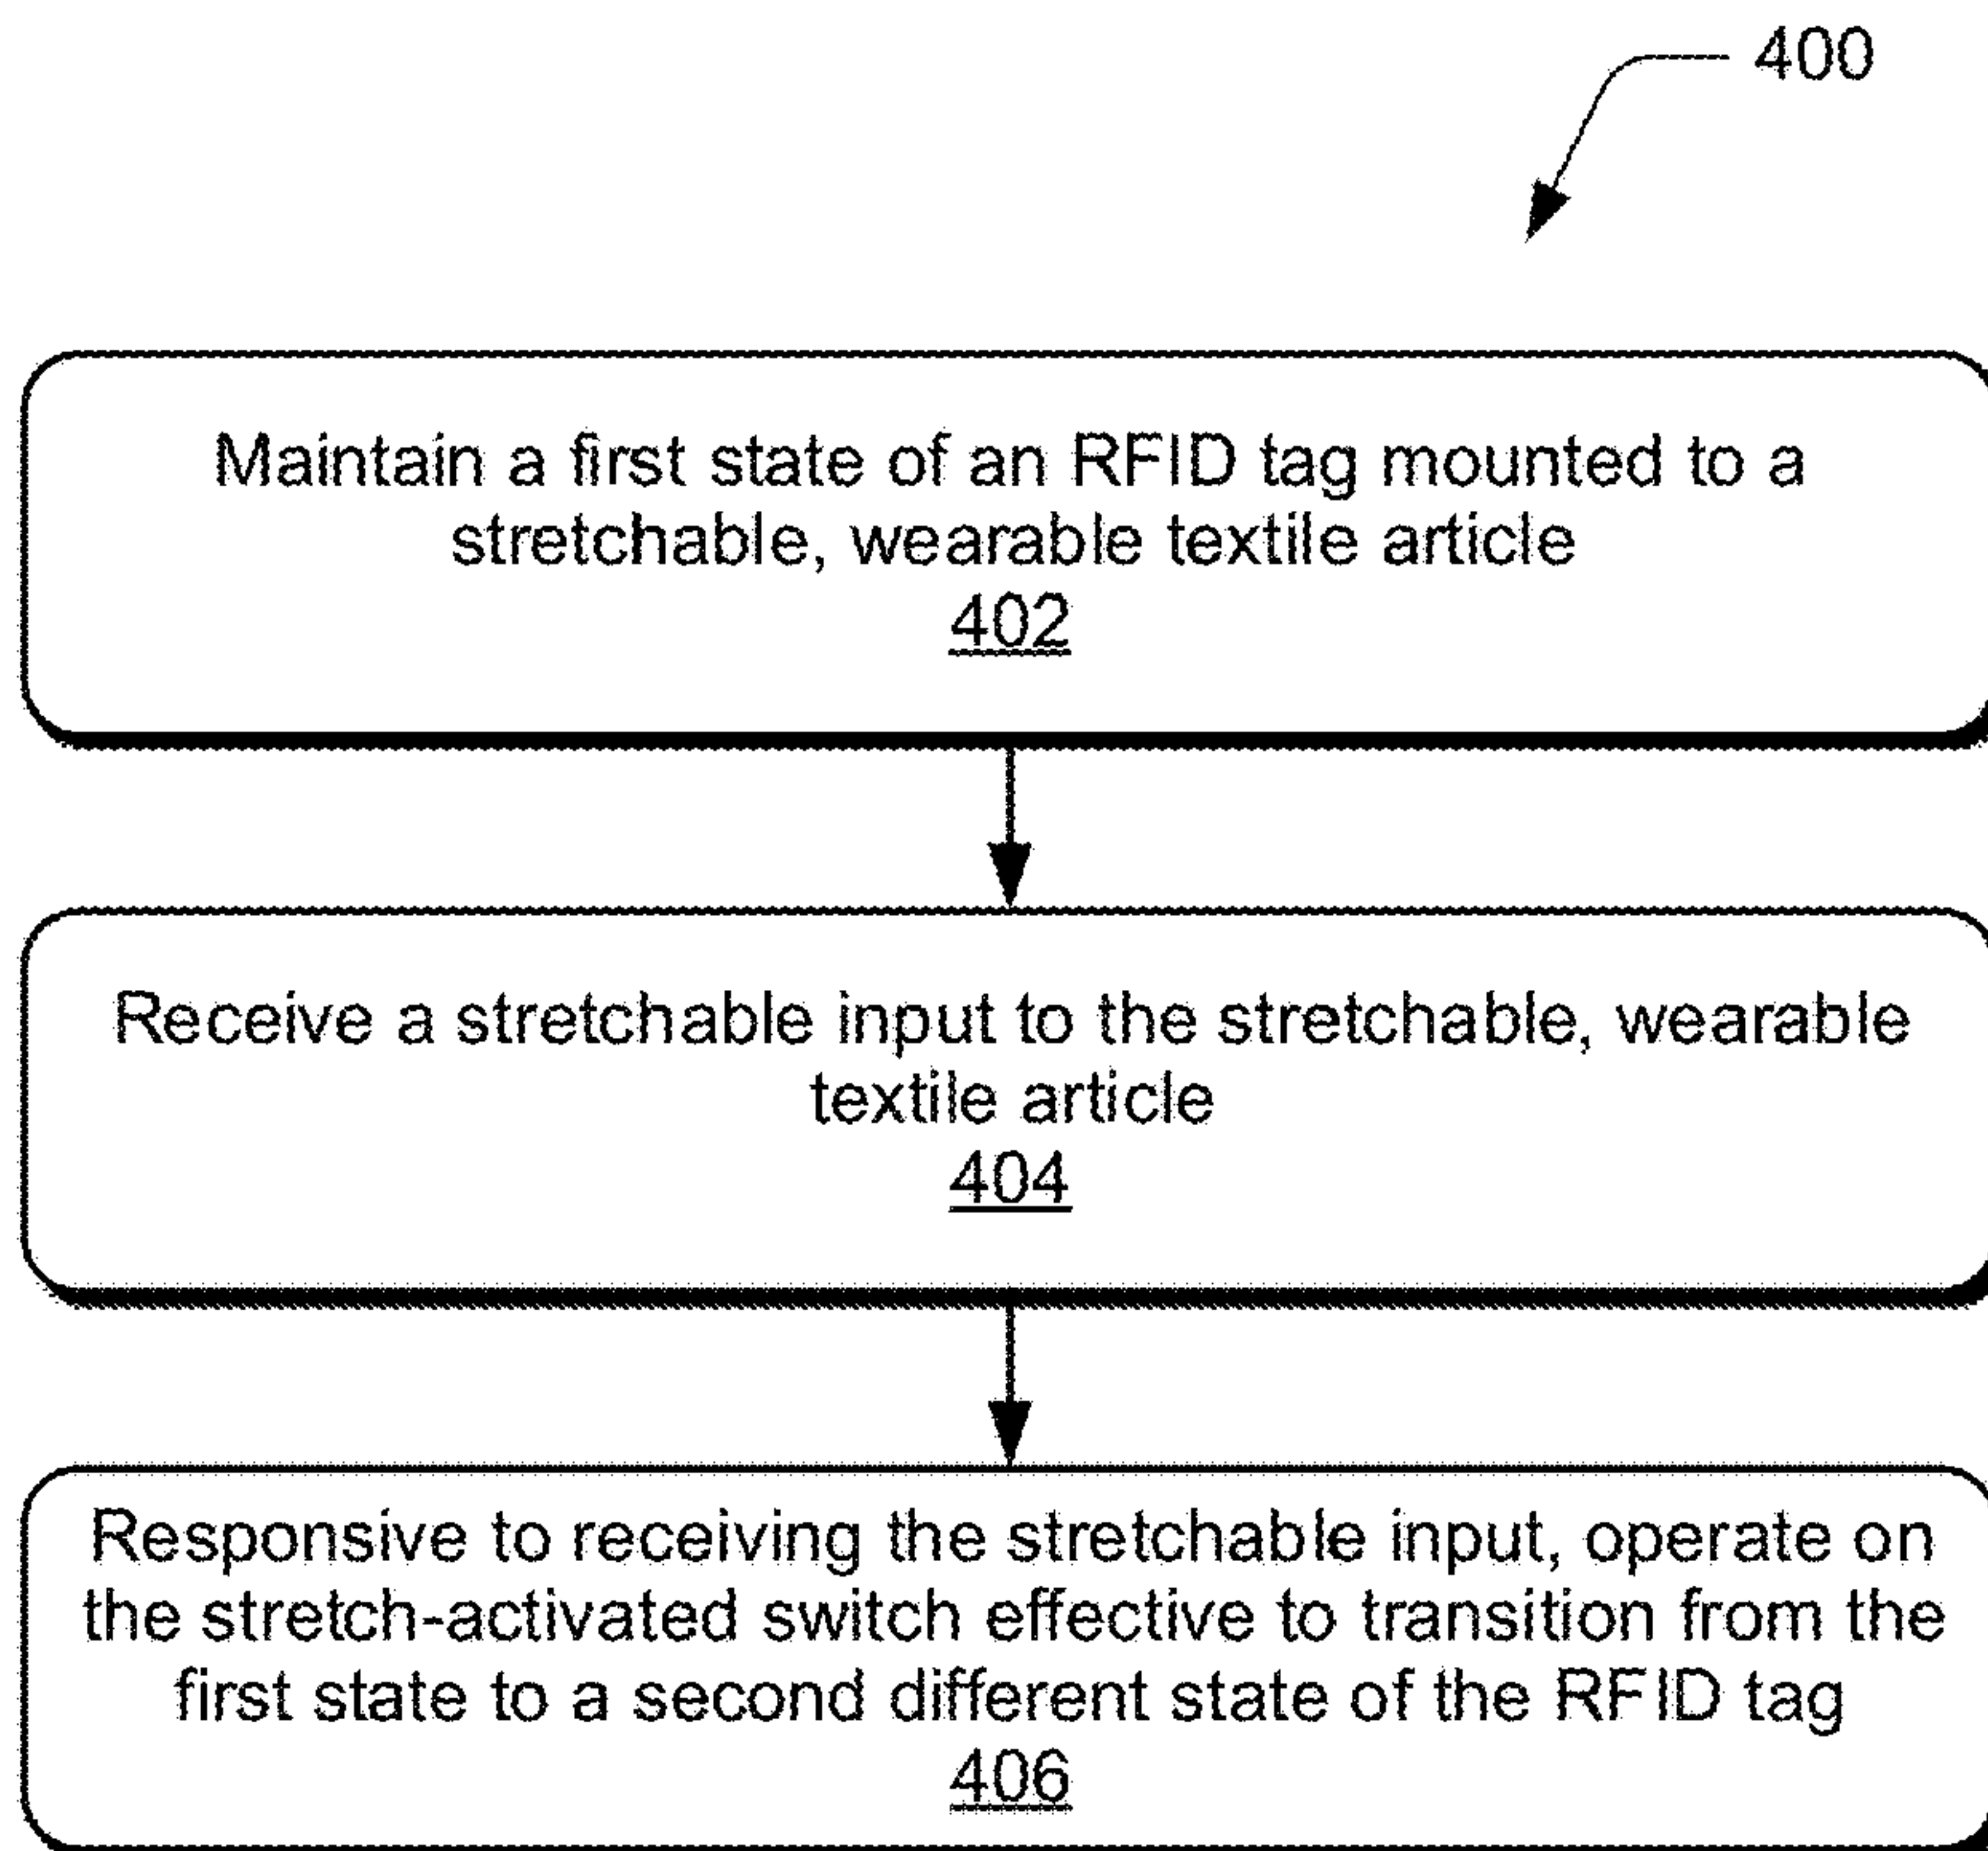 400
Maintain a first state of an RFID tag mounted to a
stretchable, wearable textile article
402
Receive a stretchable input to the stretchable, wearable
textile article
404
Responsive to receiving the stretchable input, operate on
the stretch-activated switch effective to transition from the
first state to a second different state of the RFID tag
406